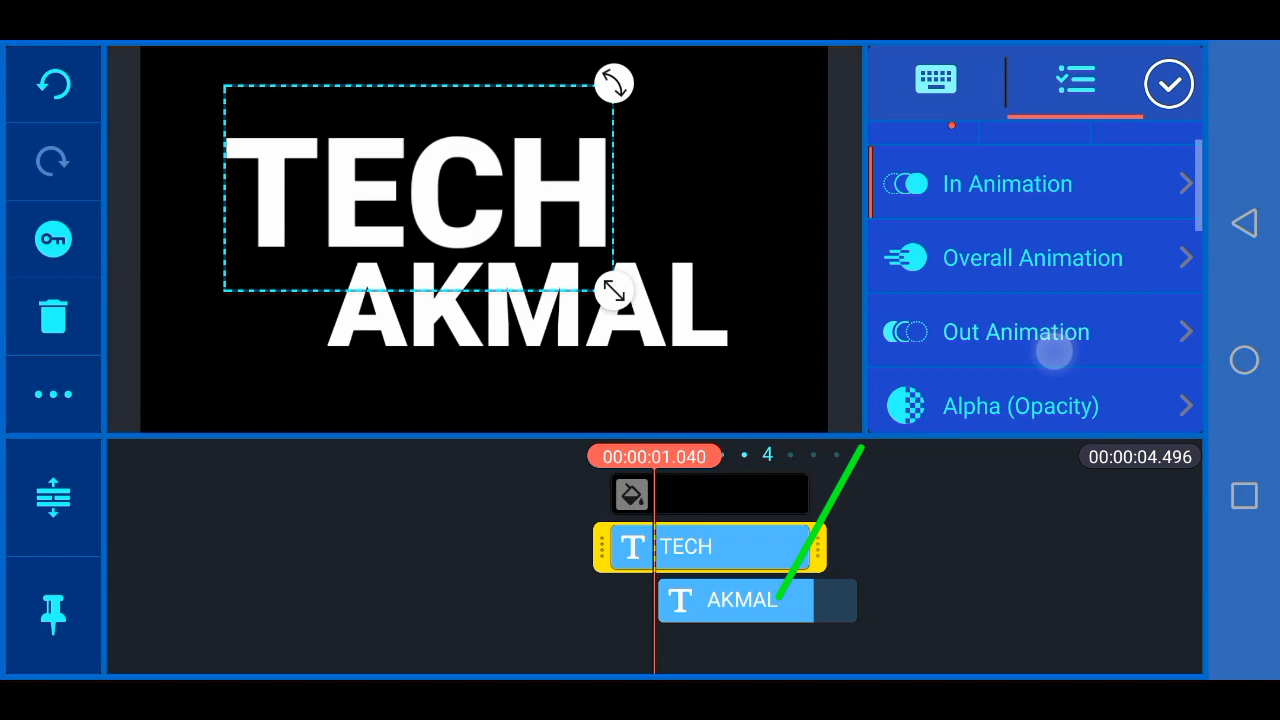 TECH
AKMAL
In Animation
Overall Animation
Out Animation
Alpha (Opacity)
00:00:01.040
4
00:00:04.496
T TECH
T AKMAL